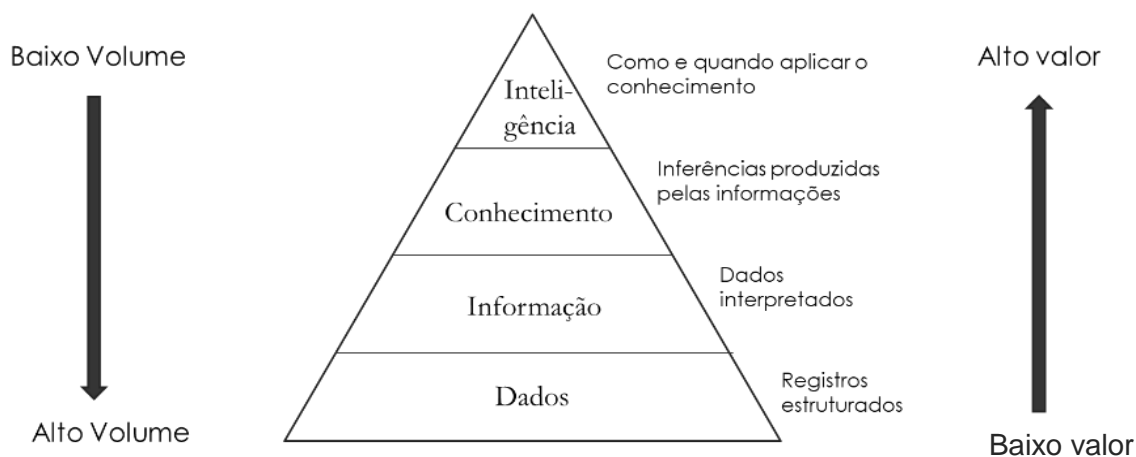 Baixo Volume
Alto Volume
Inteli-
gência
Conhecimento
Informação
Dados
Como e quando aplicar o
conhecimento
Inferências produzidas
pelas informações
Dados
interpretados
Registros
estruturados
Alto valor
Baixo valor